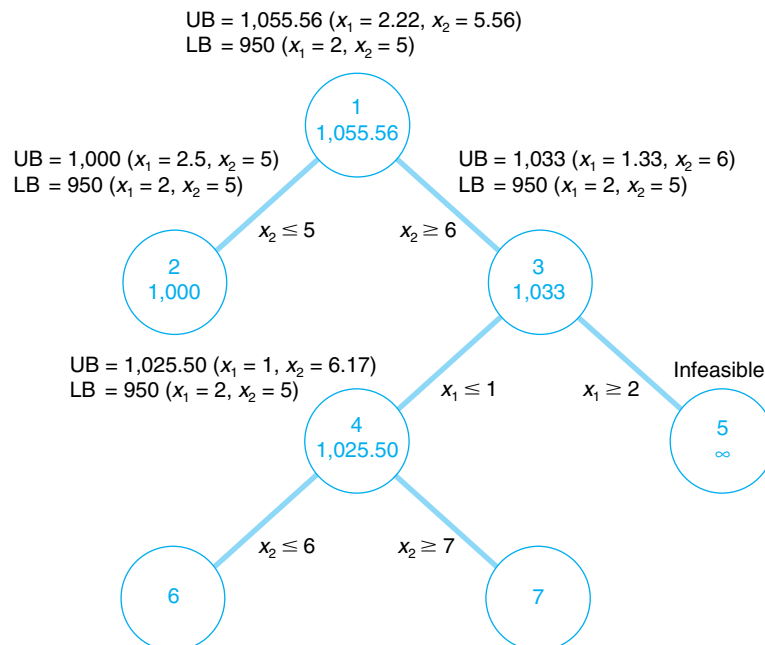 UB = 1,055.56 (x₁ = 2.22, x₂ = 5.56)
LB = 950 (x₁ = 2, x₂ = 5)
1
1,055.56
UB = 1,000 (x₁ = 2.5, x₂ = 5)
LB = 950 (x₁ = 2, x₂ = 5)
UB = 1,033 (x₁ = 1.33, x₂ = 6)
LB = 950 (x₁ = 2, x₂ = 5)
x₂ ≤ 5
x₂ ≥ 6
2
1,000
3
1,033
UB = 1,025.50 (x₁ = 1, x₂ = 6.17)
LB = 950 (x₁ = 2, x₂ = 5)
x₁ ≤ 1
x₁ ≥ 2
Infeasible
4
1,025.50
5
∞
x₂ ≤ 6
x₂ ≥ 7
6
7